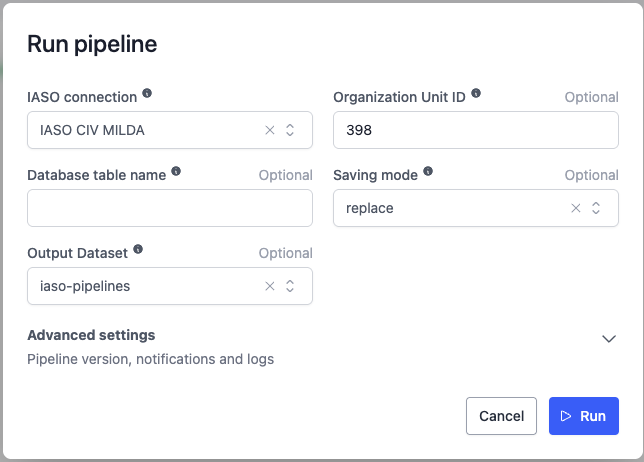 Run pipeline
IASO connection
Organization Unit ID Optional
IASO CIV MILDA
398
Database table name Optional
Saving mode Optional
replace
Output Dataset Optional
iaso-pipelines
Advanced settings
Pipeline version, notifications and logs
Cancel
Run